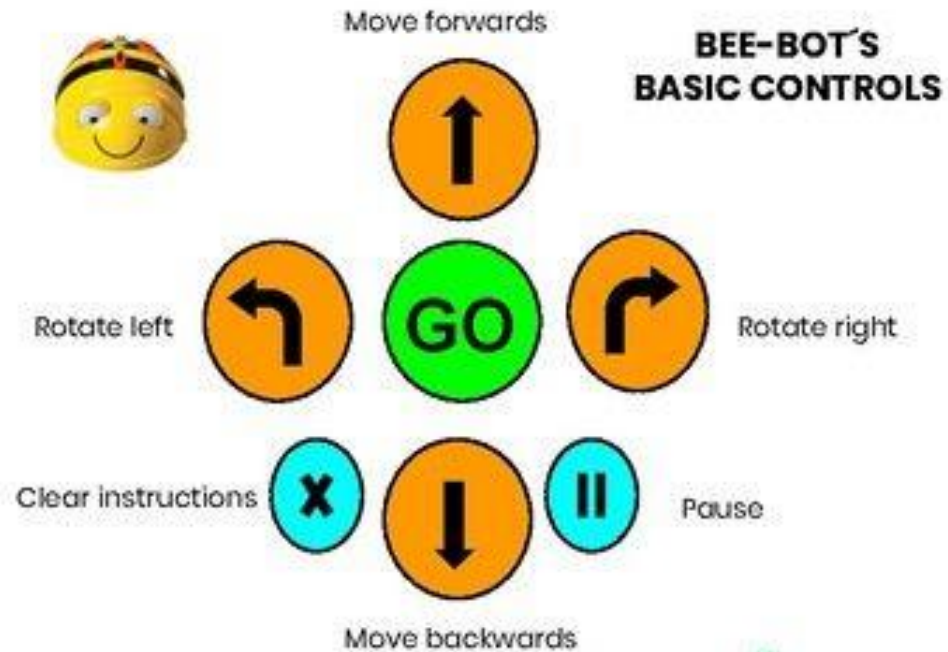 Move forwards
BEE-BOT´S
BASIC CONTROLS
Rotate left
GO
Rotate right
Clear instructions
X
Pause
Move backwards